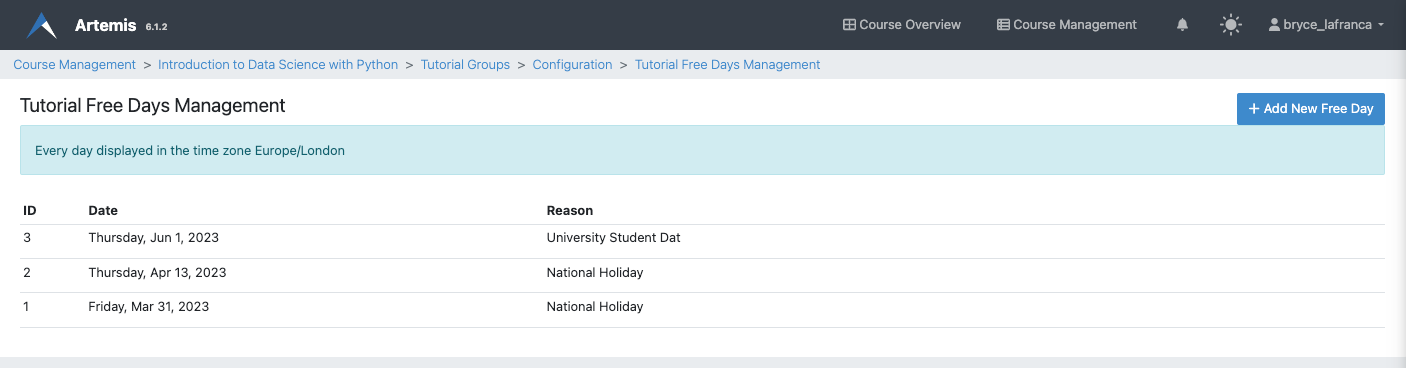 Artemis 6.1.2 Course Overview Course Management bryce_lafranca
Course Management > Introduction to Data Science with Python > Tutorial Groups > Configuration > Tutorial Free Days Management
Tutorial Free Days Management
+ Add New Free Day
Every day displayed in the time zone Europe/London
ID Date Reason
3 Thursday, Jun 1, 2023 University Student Dat
2 Thursday, Apr 13, 2023 National Holiday
1 Friday, Mar 31, 2023 National Holiday